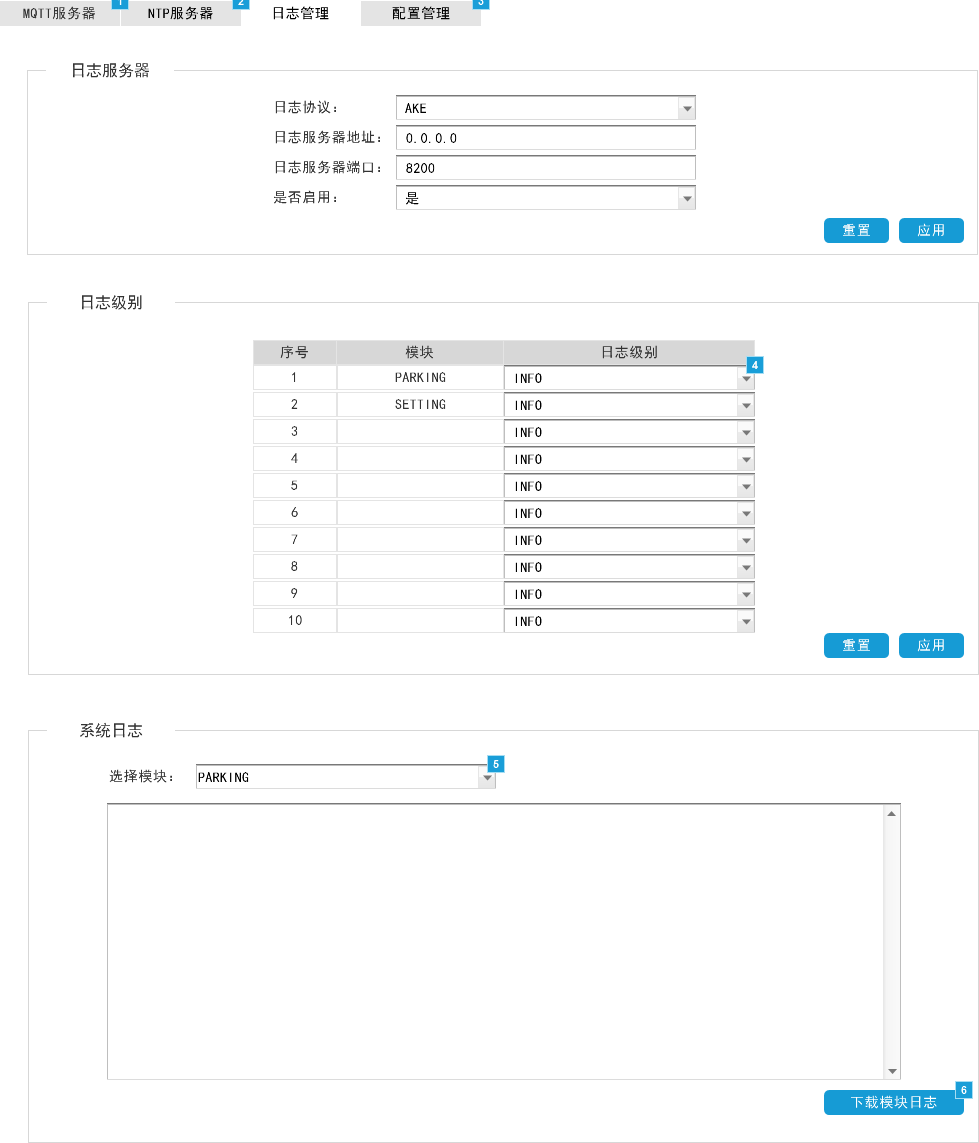 MQTT服务器 1 NTP服务器 2 日志管理 配置管理 3
日志服务器
日志协议： AKE
日志服务器地址： 0.0.0.0
日志服务器端口： 8200
是否启用： 是
重置 应用
日志级别
序号 模块 日志级别
4
1 PARKING INFO
2 SETTING INFO
3 INFO
4 INFO
5 INFO
6 INFO
7 INFO
8 INFO
9 INFO
10 INFO
重置 应用
系统日志
5
选择模块： PARKING
6
下载模块日志